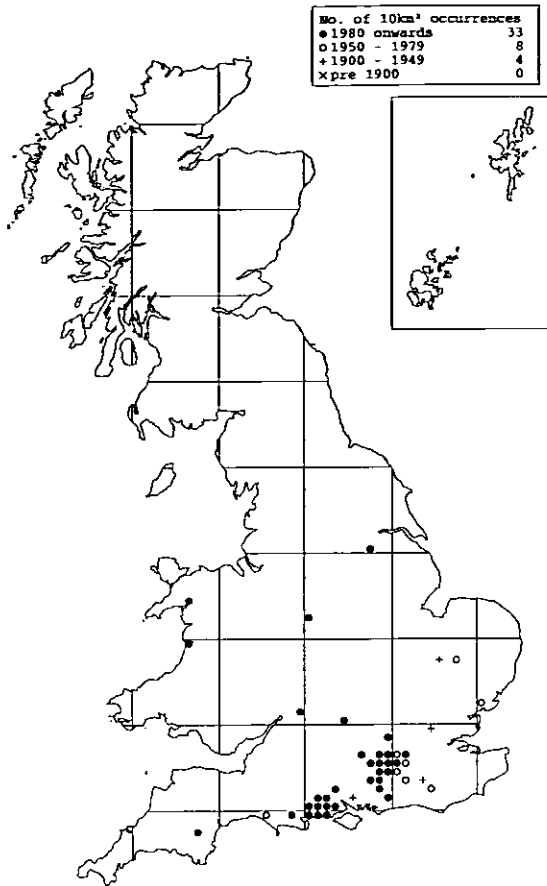 No. of 10km² occurrences
● 1980 onwards 33
○ 1950 - 1979 8
+ 1900 - 1949 4
× pre 1900 0